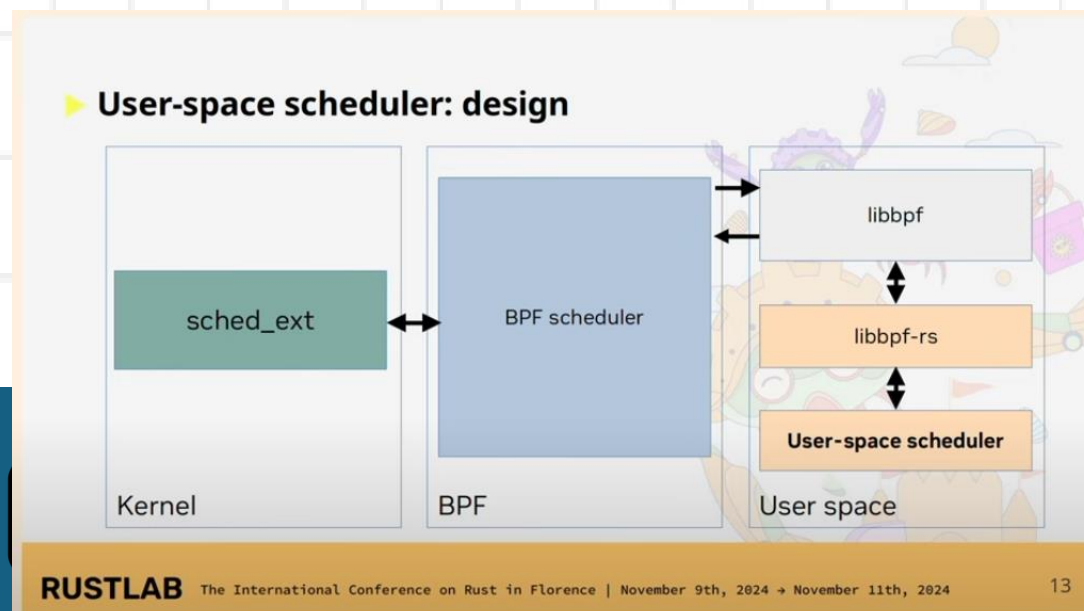 User-space scheduler: design
sched_ext
Kernel
BPF scheduler
BPF
libbpf
libbpf-rs
User-space scheduler
User space
RUSTLAB The International Conference on Rust in Florence | November 9th, 2024 → November 11th, 2024 13